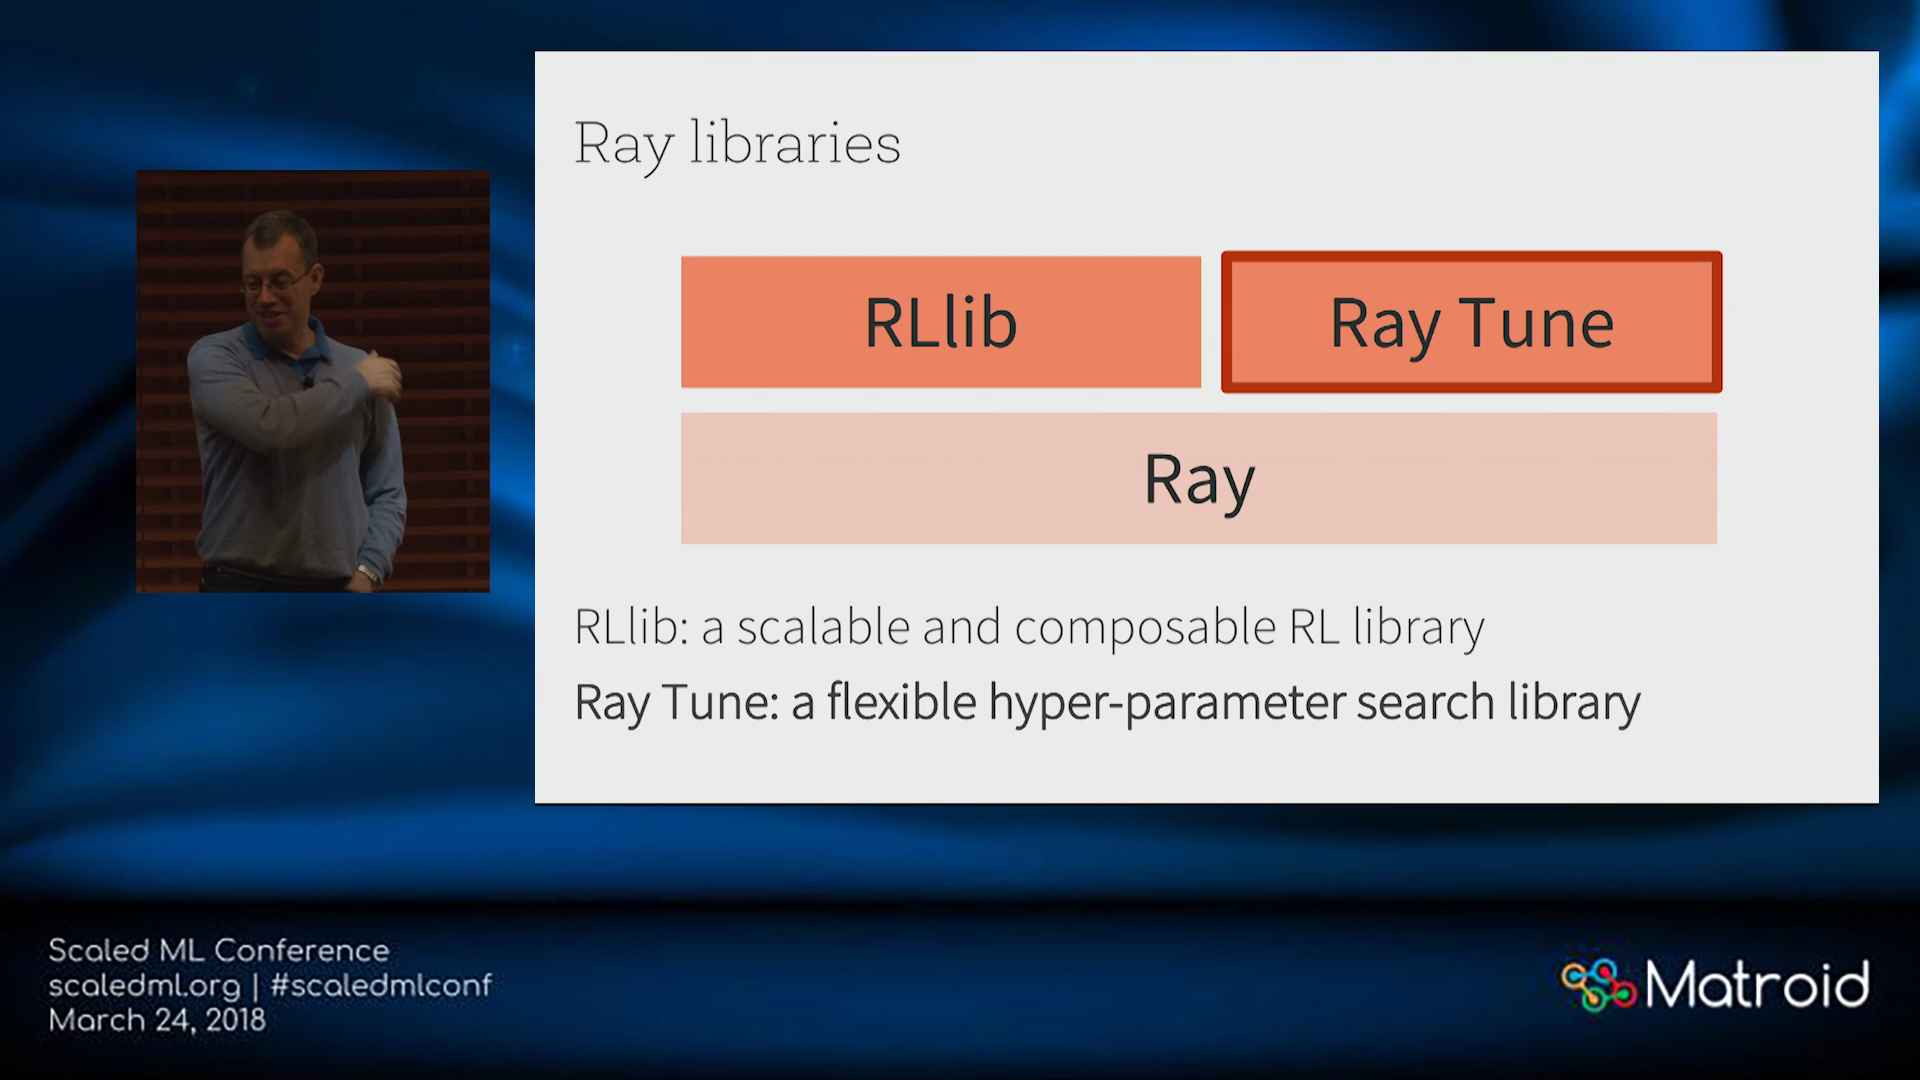 Ray libraries
RLlib
Ray Tune
Ray
RLlib: a scalable and composable RL library
Ray Tune: a flexible hyper-parameter search library
Scaled ML Conference
scaledml.org | #scaledmlconf
March 24, 2018
Matroid